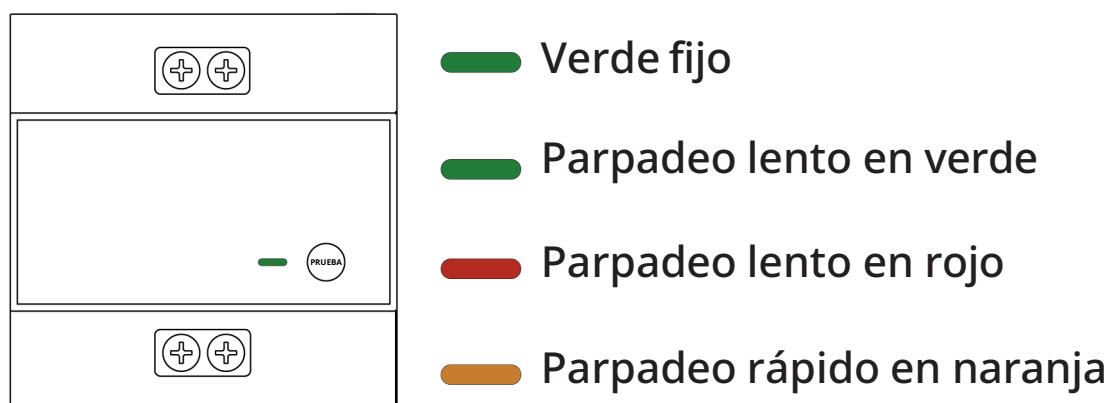 Verde fijo
Parpadeo lento en verde
PRUEBA
Parpadeo lento en rojo
Parpadeo rápido en naranja